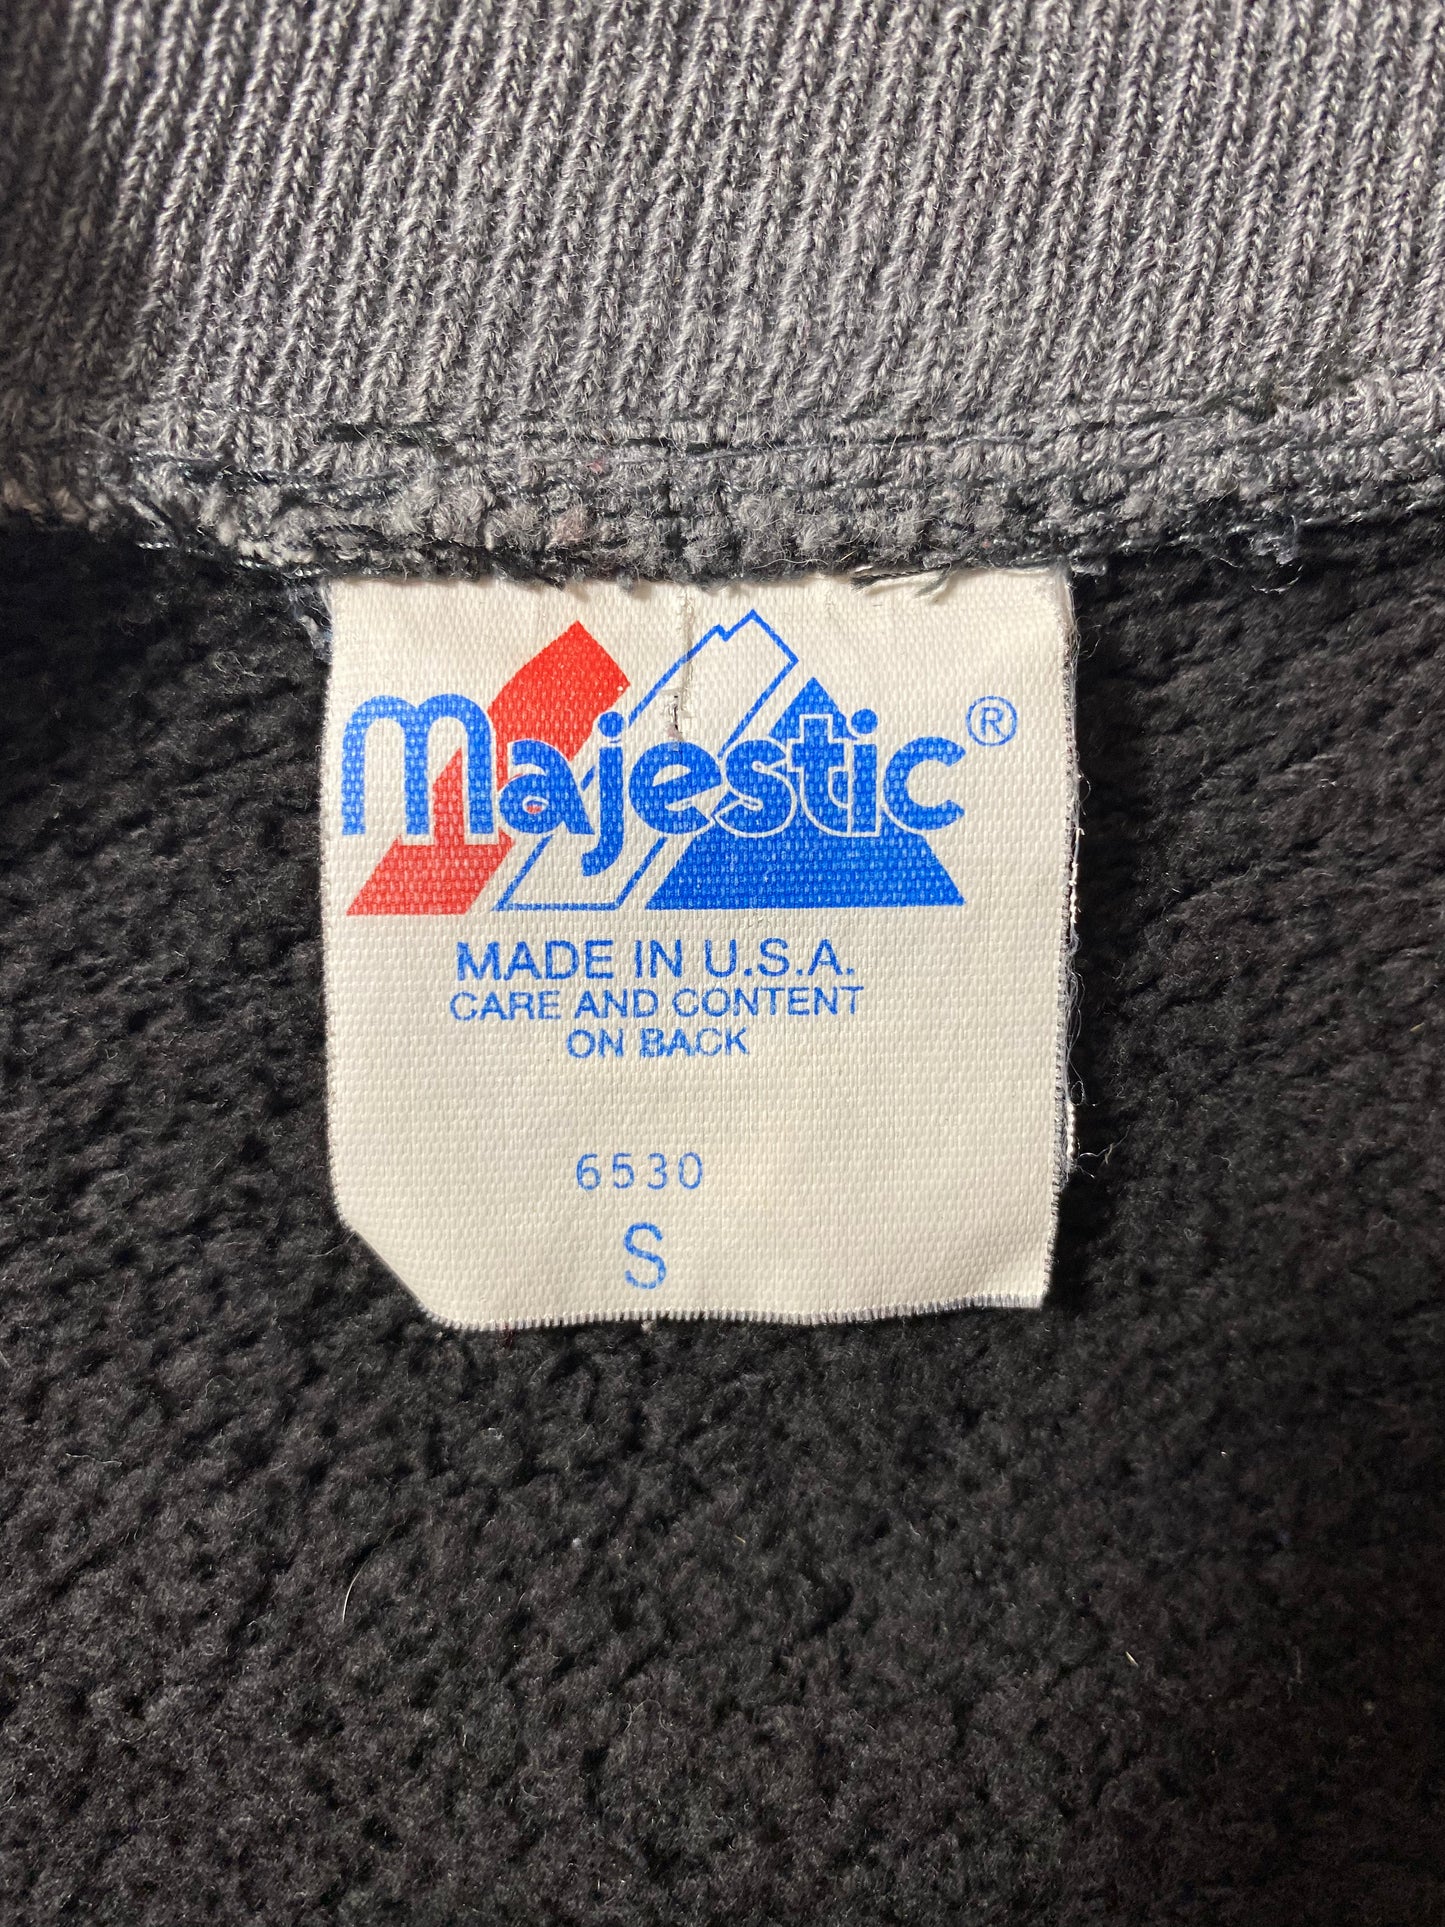 majestic®
MADE IN U.S.A.
CARE AND CONTENT
ON BACK
6530
S